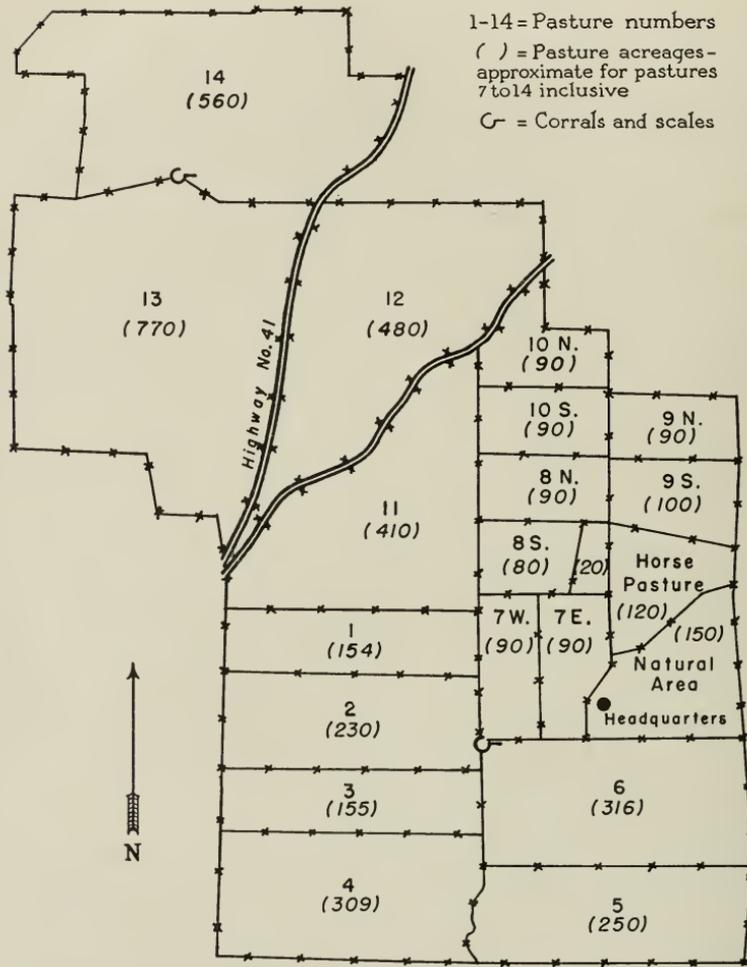 1-14 = Pasture numbers
( ) = Pasture acreages-
approximate for pastures
7 to 14 inclusive
= Corrals and scales
14
(560)
13
(770)
12
(480)
Highway No. 41
10 N.
(90)
10 S.
(90)
9 N.
(90)
8 N.
(90)
9 S.
(100)
11
(410)
8 S.
(80)
(20)
Horse
Pasture
(120)
(150)
7 W.
(90)
7 E.
(90)
Natural
Area
Headquarters
1
(154)
2
(230)
3
(155)
4
(309)
6
(316)
5
(250)
N